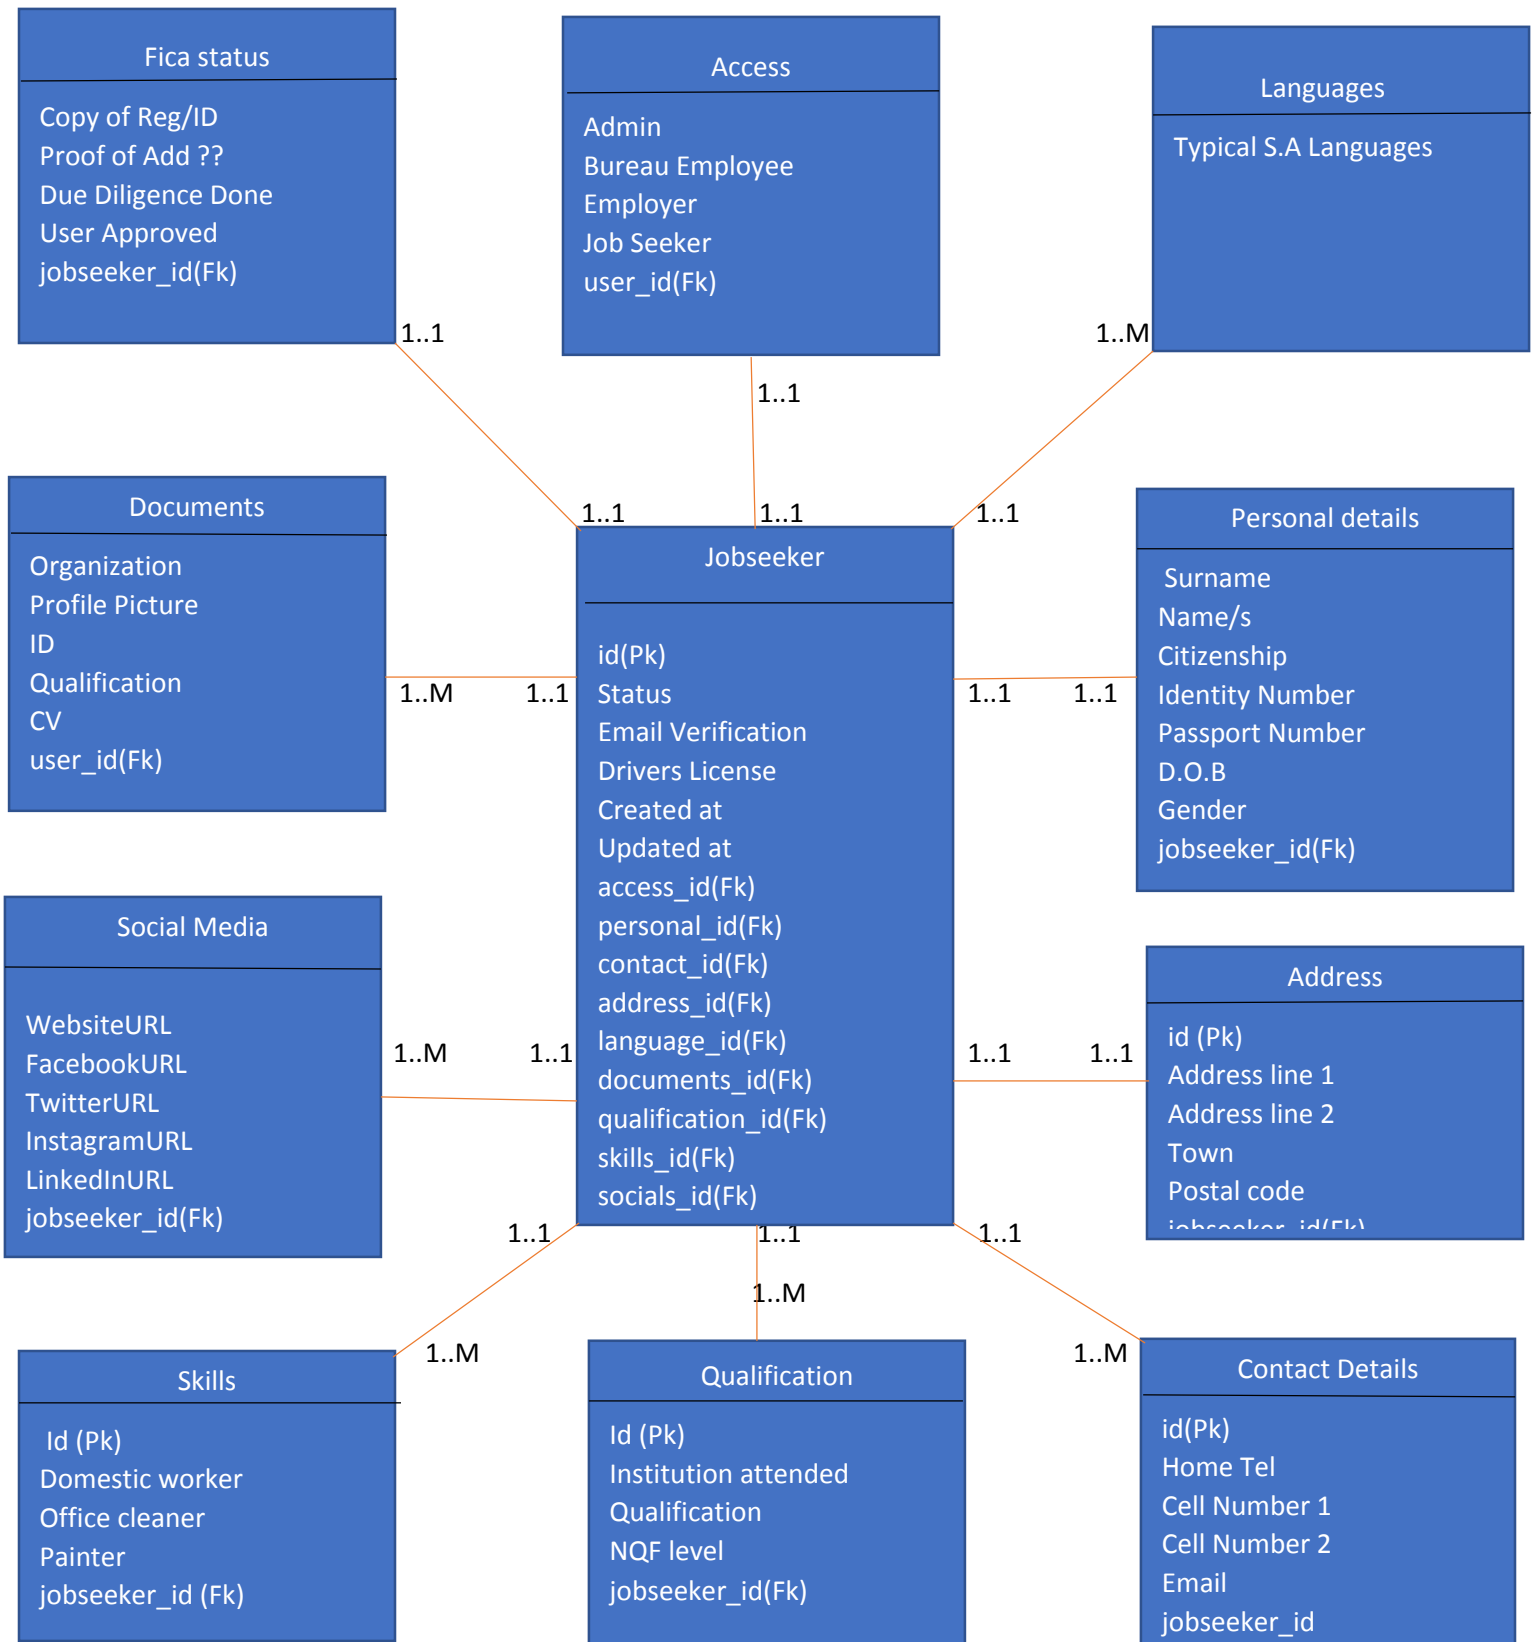 Fica status
Copy of Reg/ID
Proof of Add ??
Due Diligence Done
User Approved
jobseeker_id(Fk)
1..1
Access
Admin
Bureau Employee
Employer
Job Seeker
user_id(Fk)
1..1
Languages
Typical S.A Languages
1..M
Documents
Organization
Profile Picture
ID
Qualification
CV
user_id(Fk)
1..M
1..1
1..1
1..1
1..1
Jobseeker
id(Pk)
Status
Email Verification
Drivers License
Created at
Updated at
access_id(Fk)
personal_id(Fk)
contact_id(Fk)
address_id(Fk)
language_id(Fk)
documents_id(Fk)
qualification_id(Fk)
skills_id(Fk)
socials_id(Fk)
1..1
1..1
Personal details
Surname
Name/s
Citizenship
Identity Number
Passport Number
D.O.B
Gender
jobseeker_id(Fk)
Social Media
WebsiteURL
FacebookURL
TwitterURL
InstagramURL
LinkedInURL
jobseeker_id(Fk)
1..M
1..1
1..1
1..1
Address
id (Pk)
Address line 1
Address line 2
Town
Postal code
jobseeker_id(Fk)
1..1
1..1
1..1
1..M
1..M
1..M
Skills
Id (Pk)
Domestic worker
Office cleaner
Painter
jobseeker_id (Fk)
Qualification
Id (Pk)
Institution attended
Qualification
NQF level
jobseeker_id(Fk)
Contact Details
id(Pk)
Home Tel
Cell Number 1
Cell Number 2
Email
jobseeker_id